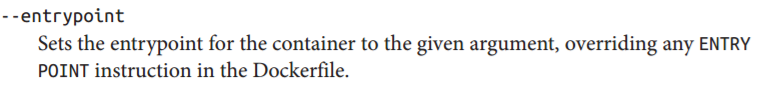 --entrypoint
Sets the entrypoint for the container to the given argument, overriding any ENTRY
POINT instruction in the Dockerfile.